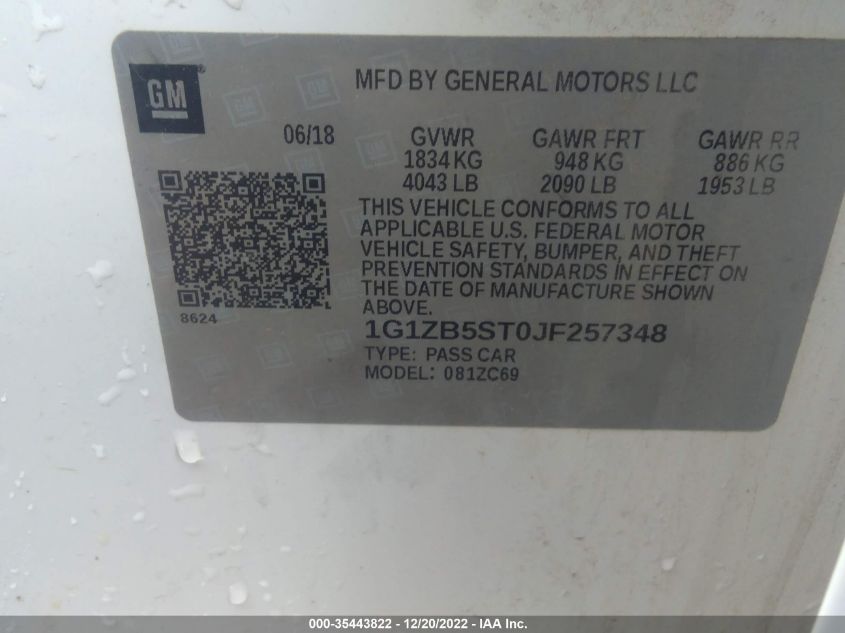 GM
MFD BY GENERAL MOTORS LLC
06/18
GVWR GAWR FRT GAWR RR
1834 KG 948 KG 886 KG
4043 LB 2090 LB 1953 LB
THIS VEHICLE CONFORMS TO ALL
APPLICABLE U.S. FEDERAL MOTOR
VEHICLE SAFETY, BUMPER, AND THEFT
PREVENTION STANDARDS IN EFFECT ON
THE DATE OF MANUFACTURE SHOWN
ABOVE.
8624
1G1ZB5ST0JF257348
TYPE: PASS CAR
MODEL: 081ZC69
000-35443822 - 12/20/2022 - IAA Inc.